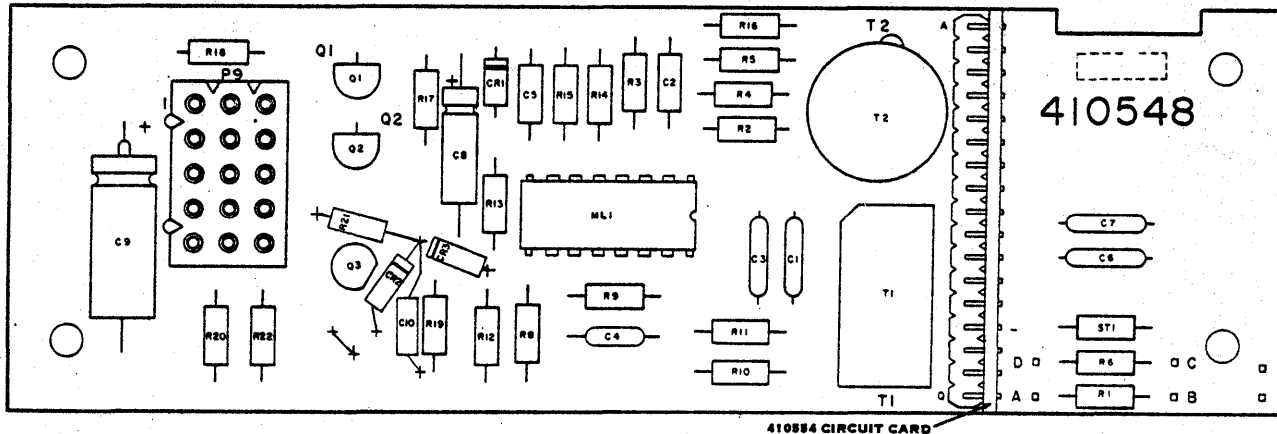 R18
P9
1
+
C9
R20
R22
Q1
Q1
Q2
Q2
R17
+
C8
CR1
C5
R15
R14
R3
C2
R16
R5
R4
R2
R13
ML1
R21
Q3
CR2
CR3
C10
R19
R12
R8
R9
C4
C3
C1
R11
R10
T2
T2
T1
T1
A
Q
410548
C7
C6
-
ST1
D
R6
C
A
R1
B
410554 CIRCUIT CARD